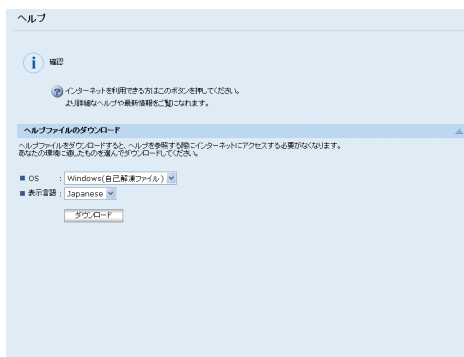 ヘルプ
i 確認
? インターネットを利用できる方はこのボタンを押してください。
より詳細なヘルプや最新情報をご覧になれます。
ヘルプファイルのダウンロード
ヘルプファイルをダウンロードすると、ヘルプを参照する際にインターネットにアクセスする必要がなくなります。
あなたの環境に適したものを選んでダウンロードしてください。
OS : Windows(自己解凍ファイル)
表示言語 : Japanese
ダウンロード